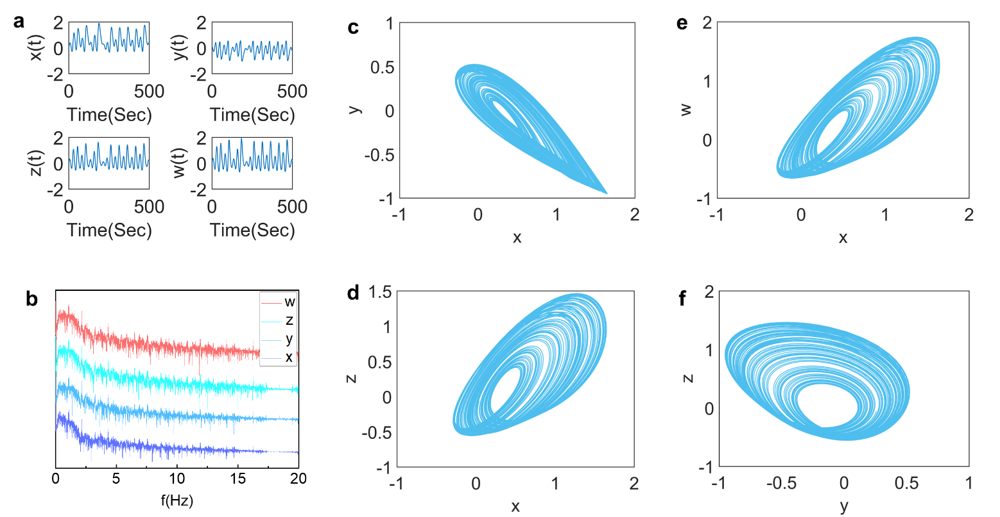 a
2
0
-2
x(t)
0 500
Time(Sec)
2
0
-2
y(t)
0 500
Time(Sec)
2
0
-2
z(t)
0 500
Time(Sec)
2
0
-2
w(t)
0 500
Time(Sec)
b
w
z
y
x
0 5 10 15 20
f(Hz)
c
1
0.5
0
-0.5
-1
y
-1 0 1 2
x
d
1.5
1
0.5
0
-0.5
-1
z
-1 0 1 2
x
e
2
1
0
-1
w
-1 0 1 2
x
f
2
1
0
-1
z
-1 -0.5 0 0.5 1
y